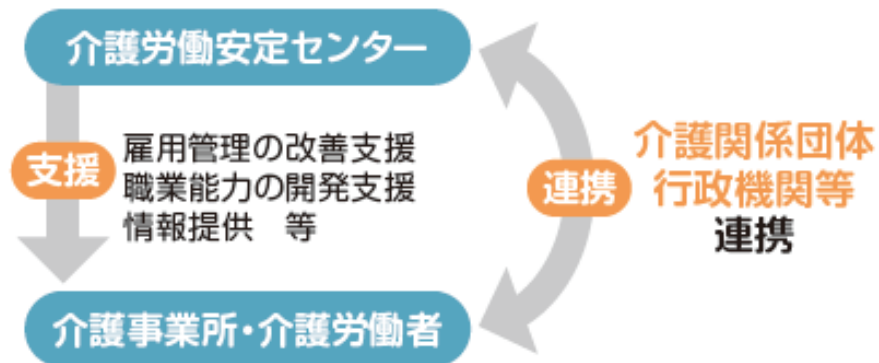 介護労働安定センター
支援
雇用管理の改善支援
職業能力の開発支援
情報提供　等
連携
介護関係団体
行政機関等
連携
介護事業所・介護労働者